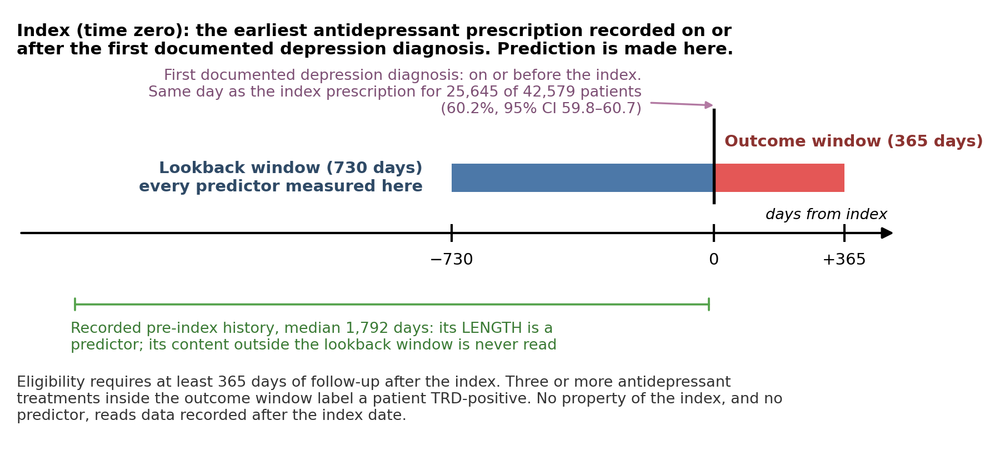 Index (time zero): the earliest antidepressant prescription recorded on or
after the first documented depression diagnosis. Prediction is made here.
First documented depression diagnosis: on or before the index.
Same day as the index prescription for 25,645 of 42,579 patients
(60.2%, 95% CI 59.8–60.7)
Outcome window (365 days)
Lookback window (730 days)
every predictor measured here
days from index
−730
0
+365
Recorded pre-index history, median 1,792 days: its LENGTH is a
predictor; its content outside the lookback window is never read
Eligibility requires at least 365 days of follow-up after the index. Three or more antidepressant
treatments inside the outcome window label a patient TRD-positive. No property of the index, and no
predictor, reads data recorded after the index date.